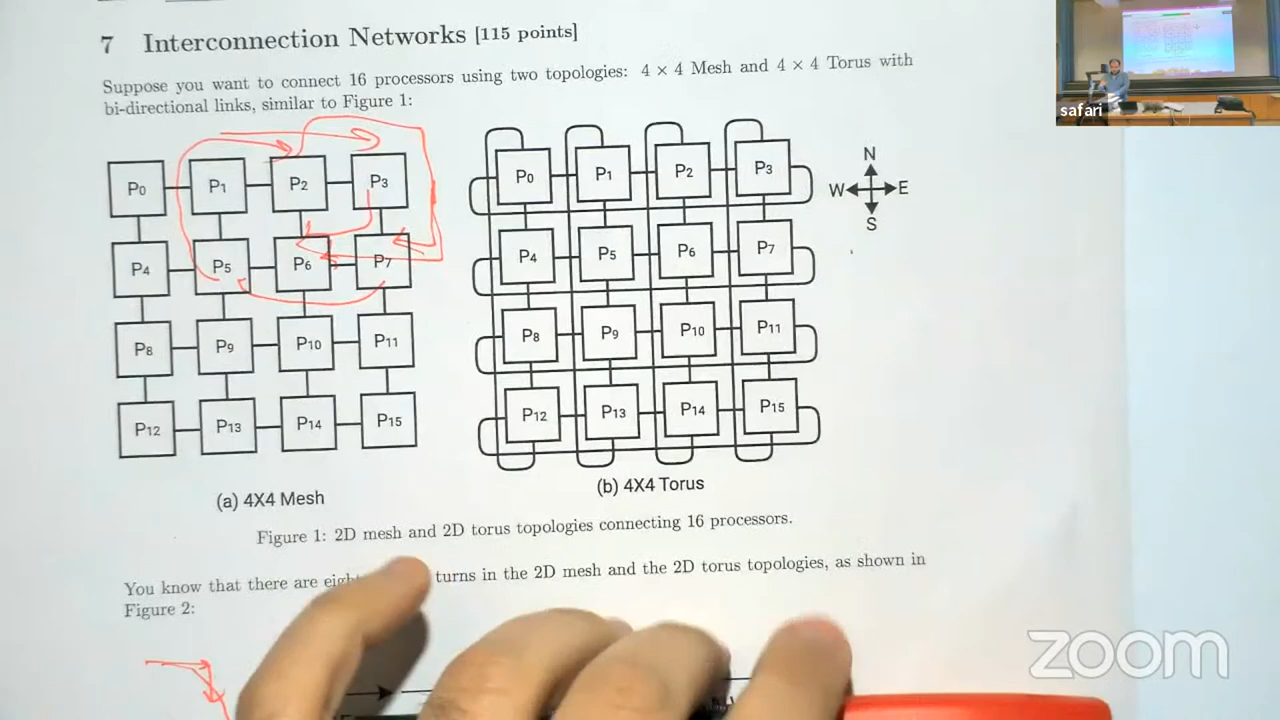 7 Interconnection Networks [115 points]
Suppose you want to connect 16 processors using two topologies: 4 × 4 Mesh and 4 × 4 Torus with
bi-directional links, similar to Figure 1:
P0 P1 P2 P3
P4 P5 P6 P7
P8 P9 P10 P11
P12 P13 P14 P15
(a) 4X4 Mesh
P0 P1 P2 P3
P4 P5 P6 P7
P8 P9 P10 P11
P12 P13 P14 P15
(b) 4X4 Torus
N
W E
S
Figure 1: 2D mesh and 2D torus topologies connecting 16 processors.
You know that there are turns in the 2D mesh and the 2D torus topologies, as shown in
Figure 2:
safari
zoom